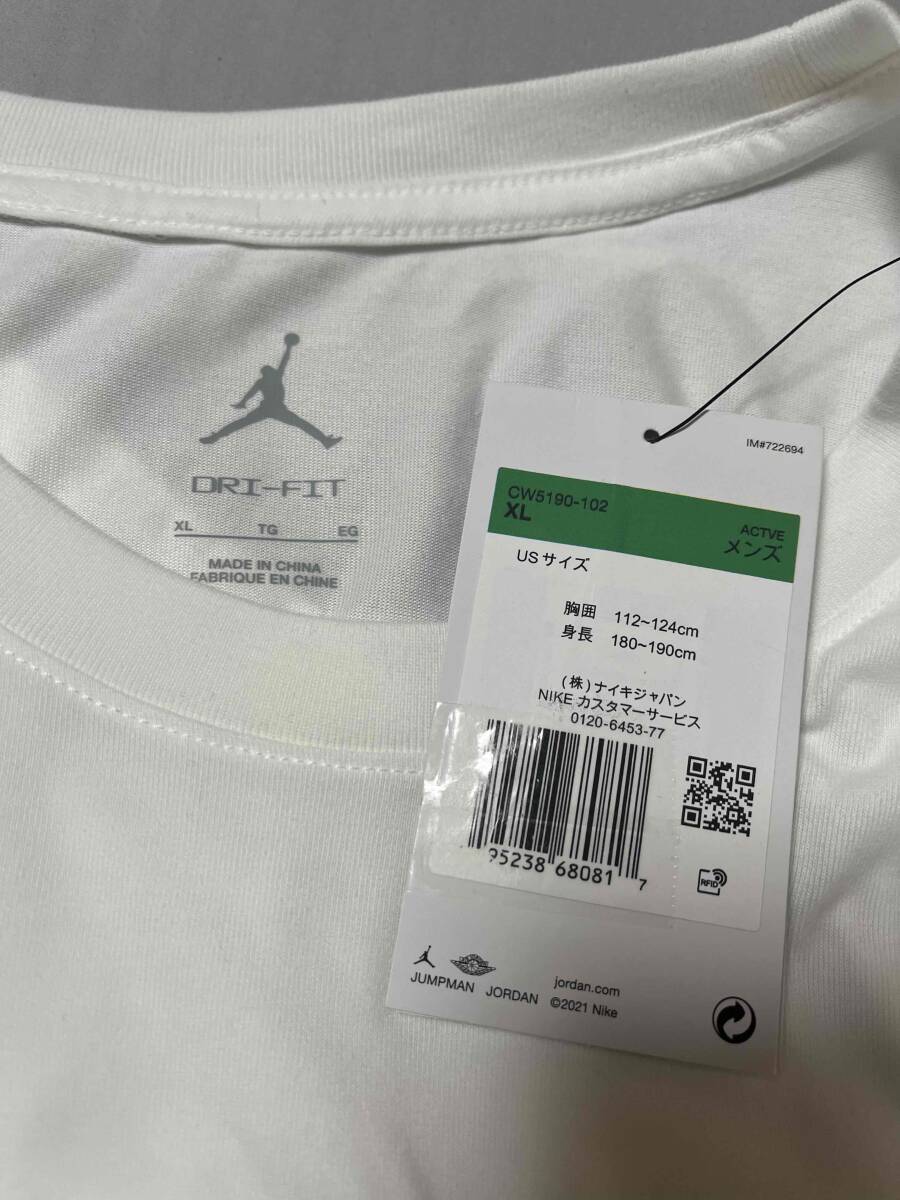 DRI-FIT
XL TG EG
MADE IN CHINA
FABRIQUE EN CHINE
IM#722694
CW5190-102
XL
ACTVE
メンズ
USサイズ
胸囲 112~124cm
身長 180~190cm
(株)ナイキジャパン
NIKE カスタマーサービス
0120-6453-77
95238 68081 7
RFID
JUMPMAN JORDAN jordan.com
©2021 Nike